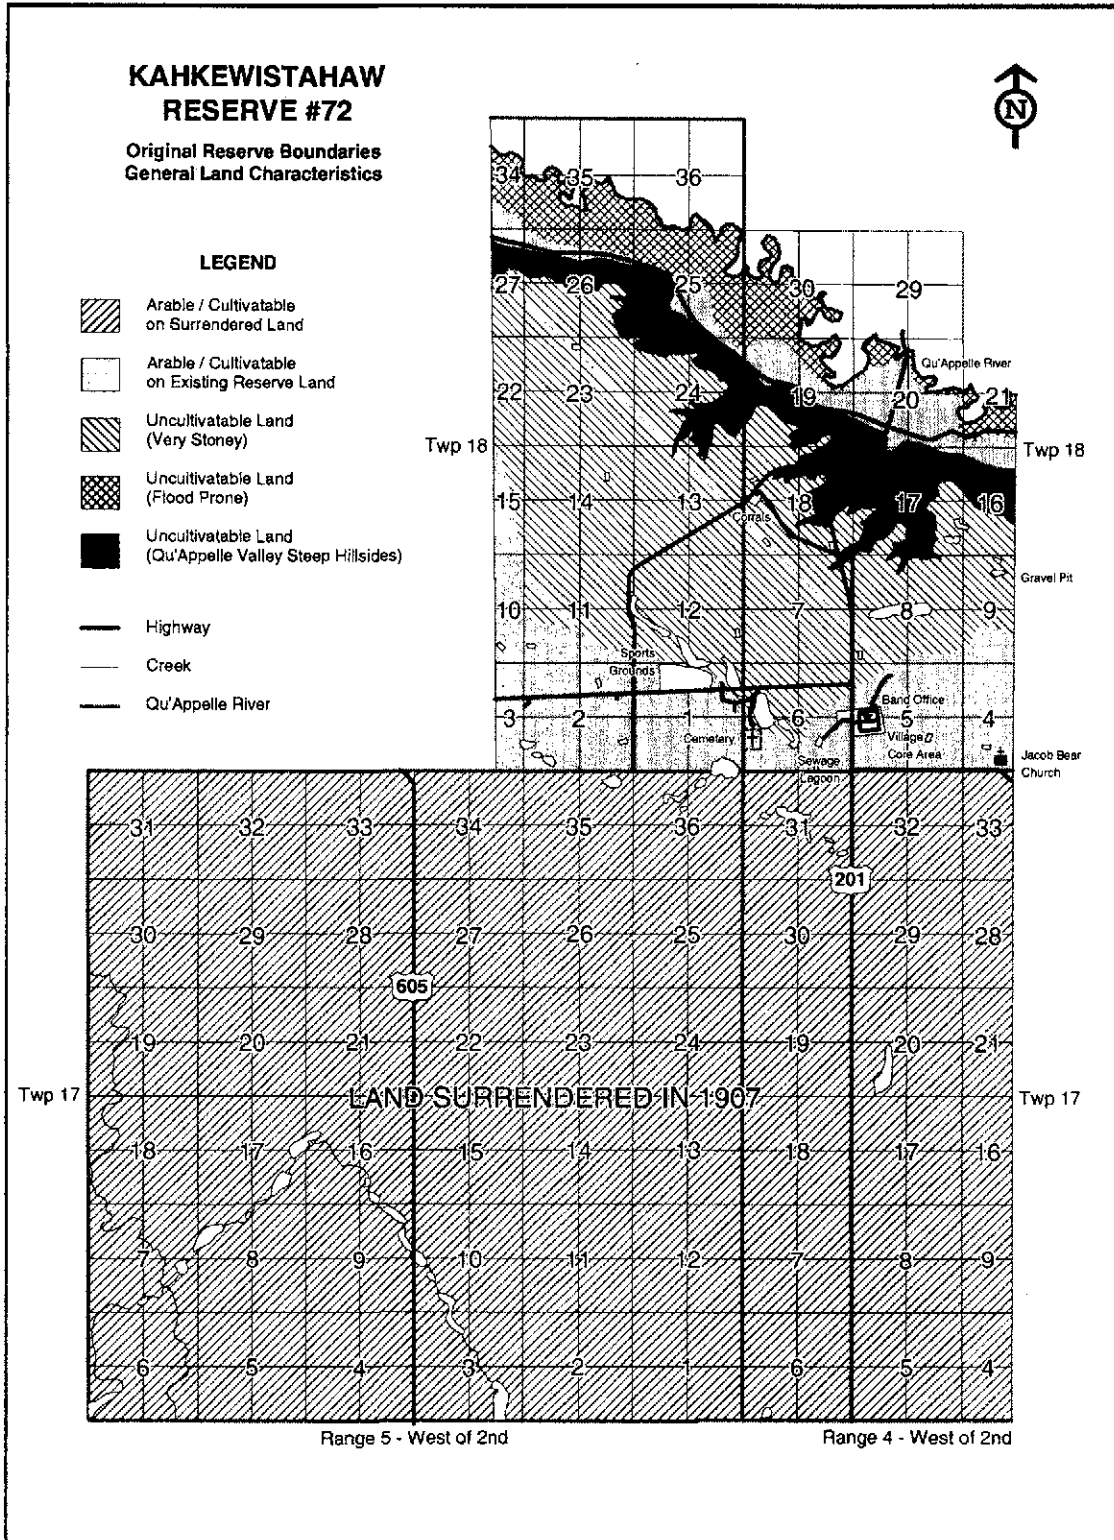 KAHKEWISTAHAW
RESERVE #72
Original Reserve Boundaries
General Land Characteristics
N
LEGEND
Arable / Cultivatable
on Surrendered Land
Arable / Cultivatable
on Existing Reserve Land
Uncultivatable Land
(Very Stoney)
Uncultivatable Land
(Flood Prone)
Uncultivatable Land
(Qu'Appelle Valley Steep Hillsides)
Highway
Creek
Qu'Appelle River
34 35 36
27 26 25 30 29
Qu'Appelle River
22 23 24 19 20 21
Twp 18 Twp 18
15 14 13 18 17 16
Corrals
Gravel Pit
10 11 12 7 8 9
Sports
Grounds
Band Office
3 2 1 6 5 4
Cemetery
Village
Core Area
Sewage
Lagoon
Jacob Bear
Church
31 32 33 34 35 36 31 32 33
201
30 29 28 27 26 25 30 29 28
605
19 20 21 22 23 24 19 20 21
Twp 17 LAND SURRENDERED IN 1907 Twp 17
18 17 16 15 14 13 18 17 16
7 8 9 10 11 12 7 8 9
6 5 4 3 2 1 6 5 4
Range 5 - West of 2nd Range 4 - West of 2nd